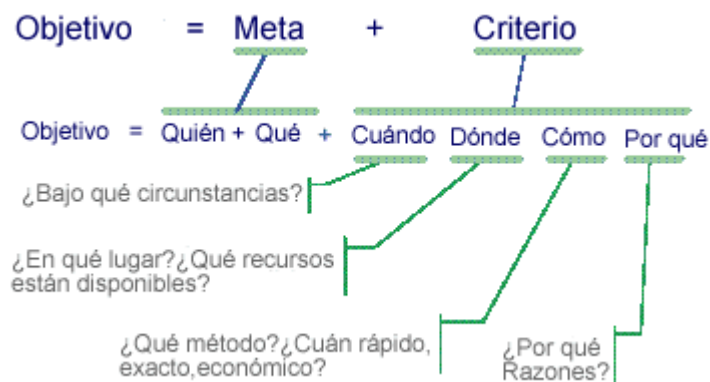 Objetivo = Meta + Criterio
Objetivo = Quién + Qué + Cuándo Dónde Cómo Por qué
¿Bajo qué circunstancias?
¿En qué lugar?¿Qué recursos
están disponibles?
¿Qué método?¿Cuán rápido,
exacto,económico?
¿Por qué
Razones?